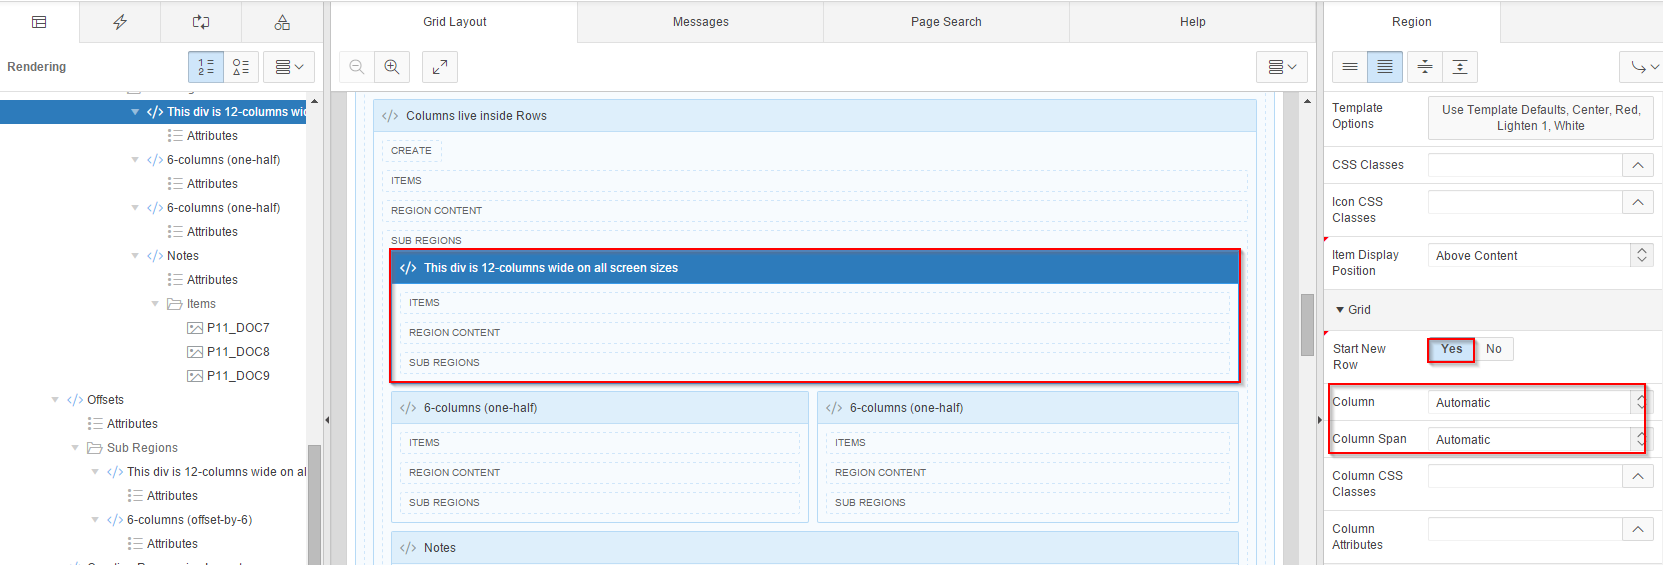 Rendering
This div is 12-columns
Attributes
6-columns (one-half)
Attributes
6-columns (one-half)
Attributes
Notes
Attributes
Items
P11_DOC7
P11_DOC8
P11_DOC9
Offsets
Attributes
Sub Regions
This div is 12-columns wide on
Attributes
6-columns (offset-by-6)
Attributes
Grid Layout
Messages
Page Search
Help
Columns live inside Rows
CREATE
ITEMS
REGION CONTENT
SUB REGIONS
This div is 12-columns wide on all screen sizes
ITEMS
REGION CONTENT
SUB REGIONS
6-columns (one-half)
ITEMS
REGION CONTENT
SUB REGIONS
6-columns (one-half)
ITEMS
REGION CONTENT
SUB REGIONS
Notes
Region
Template
Options
Use Template Defaults, Center, Red,
Lighten 1, White
CSS Classes
Icon CSS
Classes
Item Display
Position
Above Content
Grid
Start New
Row
Yes
No
Column
Automatic
Column Span
Automatic
Column CSS
Classes
Column
Attributes